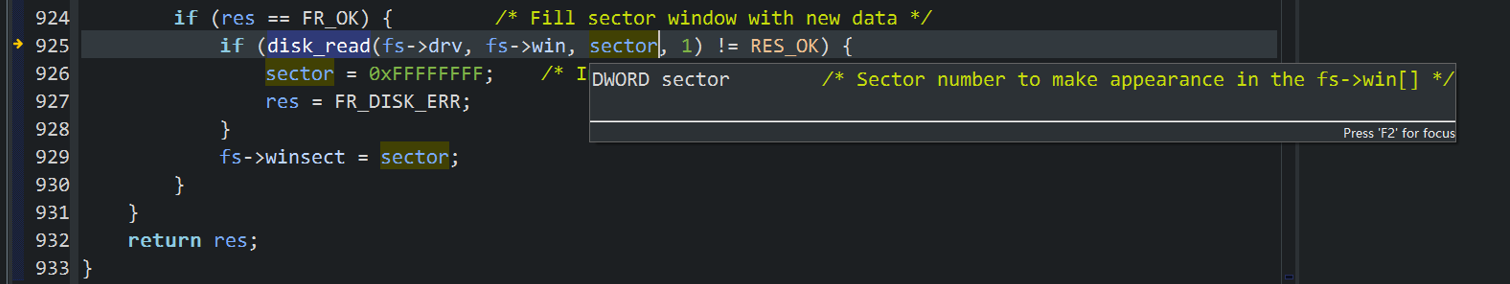 924 if (res == FR_OK) { /* Fill sector window with new data */
925 if (disk_read(fs->drv, fs->win, sector, 1) != RES_OK) {
926 sector = 0xFFFFFFFF; /* I
DWORD sector /* Sector number to make appearance in the fs->win[] */
927 res = FR_DISK_ERR;
928 }
Press 'F2' for focus
929 fs->winsect = sector;
930 }
931 }
932 return res;
933 }